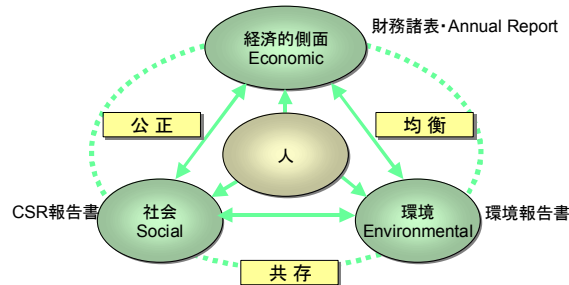 経済的側面
Economic
財務諸表・Annual Report
公 正
均 衡
人
CSR報告書
社会
Social
環境
Environmental
環境報告書
共 存